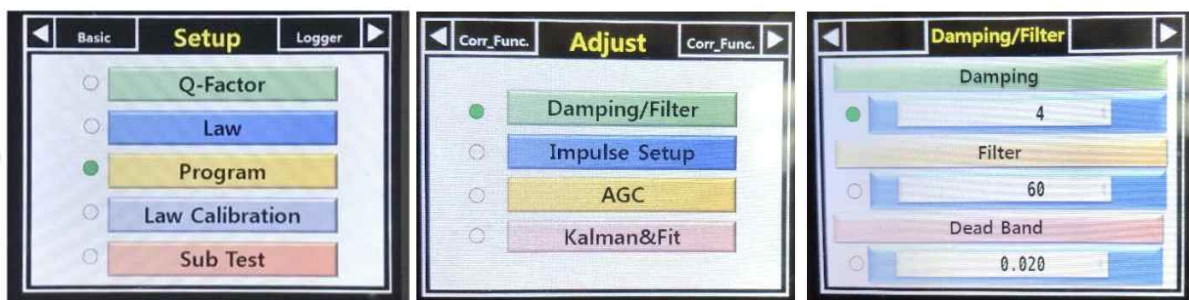 Basic Setup Logger
Q-Factor
Law
Program
Law Calibration
Sub Test
Corr_Func. Adjust Corr_Func.
Damping/Filter
Impulse Setup
AGC
Kalman&Fit
Damping/Filter
Damping
4
Filter
60
Dead Band
0.020